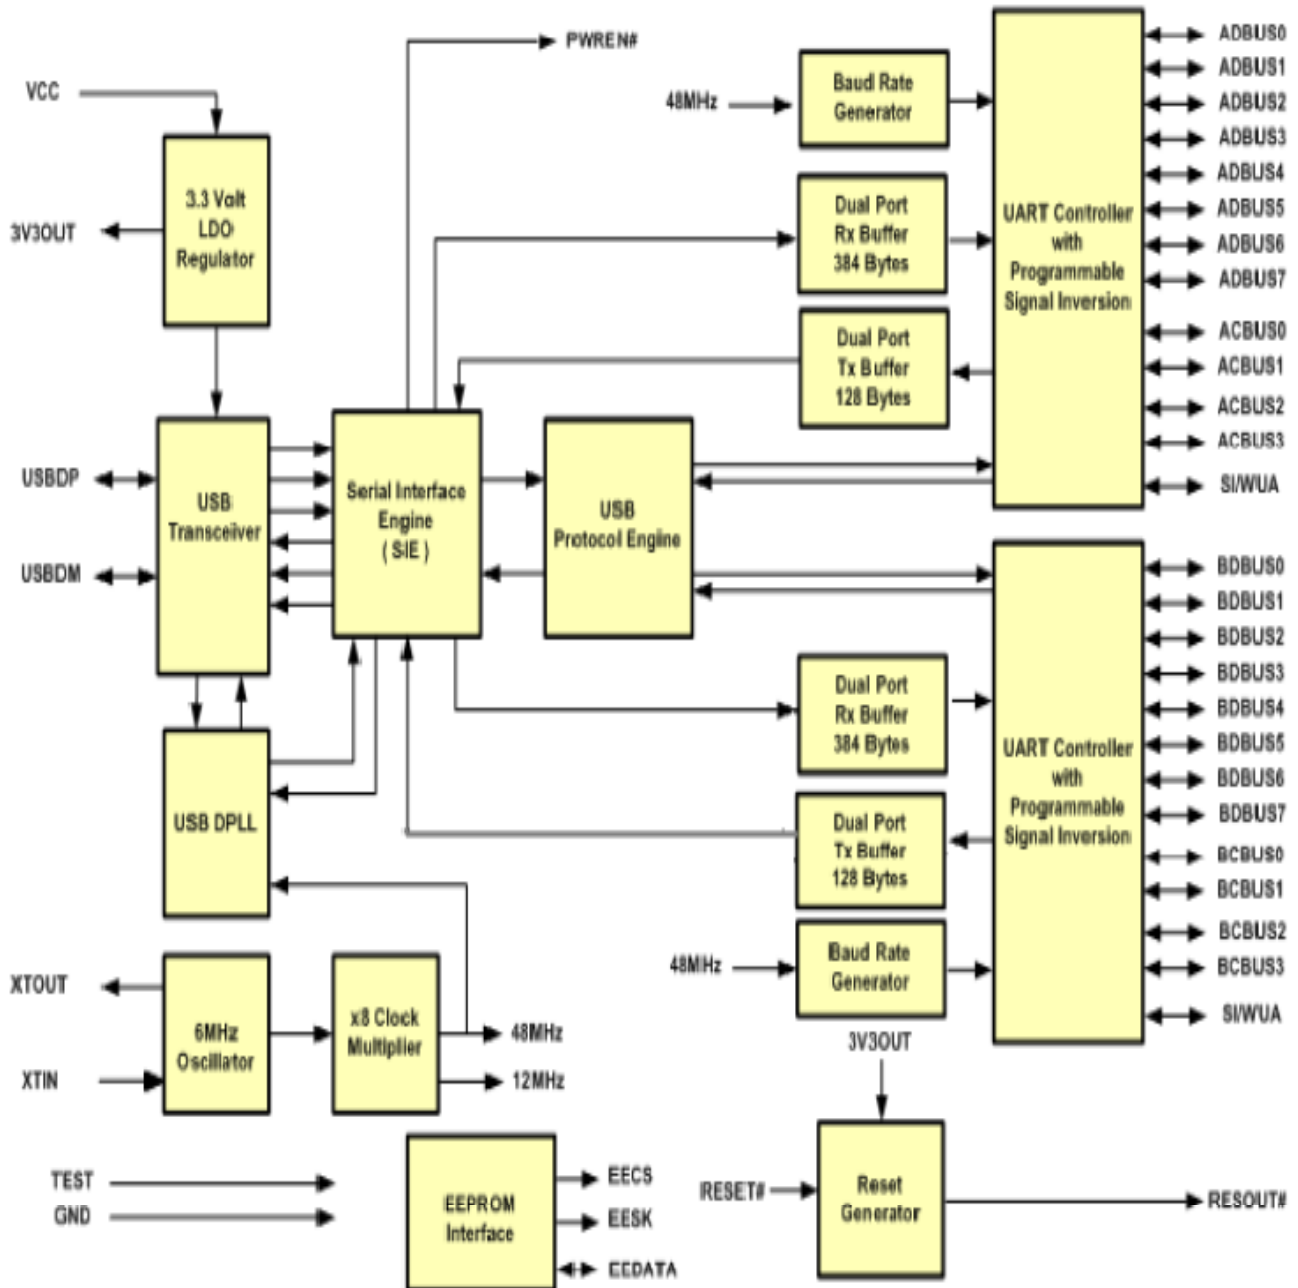 PWREN#
VCC
3.3 Volt
LDO
Regulator
3V3OUT
48MHz
Baud Rate
Generator
Dual Port
Rx Buffer
384 Bytes
Dual Port
Tx Buffer
128 Bytes
UART Controller
with
Programmable
Signal Inversion
ADBUS0
ADBUS1
ADBUS2
ADBUS3
ADBUS4
ADBUS5
ADBUS6
ADBUS7
ACBUS0
ACBUS1
ACBUS2
ACBUS3
SI/WUA
USBDP
USBDM
USB
Transceiver
Serial Interface
Engine
( SIE )
USB
Protocol Engine
BDBUS0
BDBUS1
BDBUS2
BDBUS3
BDBUS4
BDBUS5
BDBUS6
BDBUS7
BCBUS0
BCBUS1
BCBUS2
BCBUS3
SI/WUA
Dual Port
Rx Buffer
384 Bytes
UART Controller
with
Programmable
Signal Inversion
USB DPLL
Dual Port
Tx Buffer
128 Bytes
48MHz
Baud Rate
Generator
XTOUT
XTIN
6MHz
Oscillator
x8 Clock
Multiplier
48MHz
12MHz
3V3OUT
TEST
GND
EEPROM
Interface
EECS
EESK
EEDATA
RESET#
Reset
Generator
RESOUT#